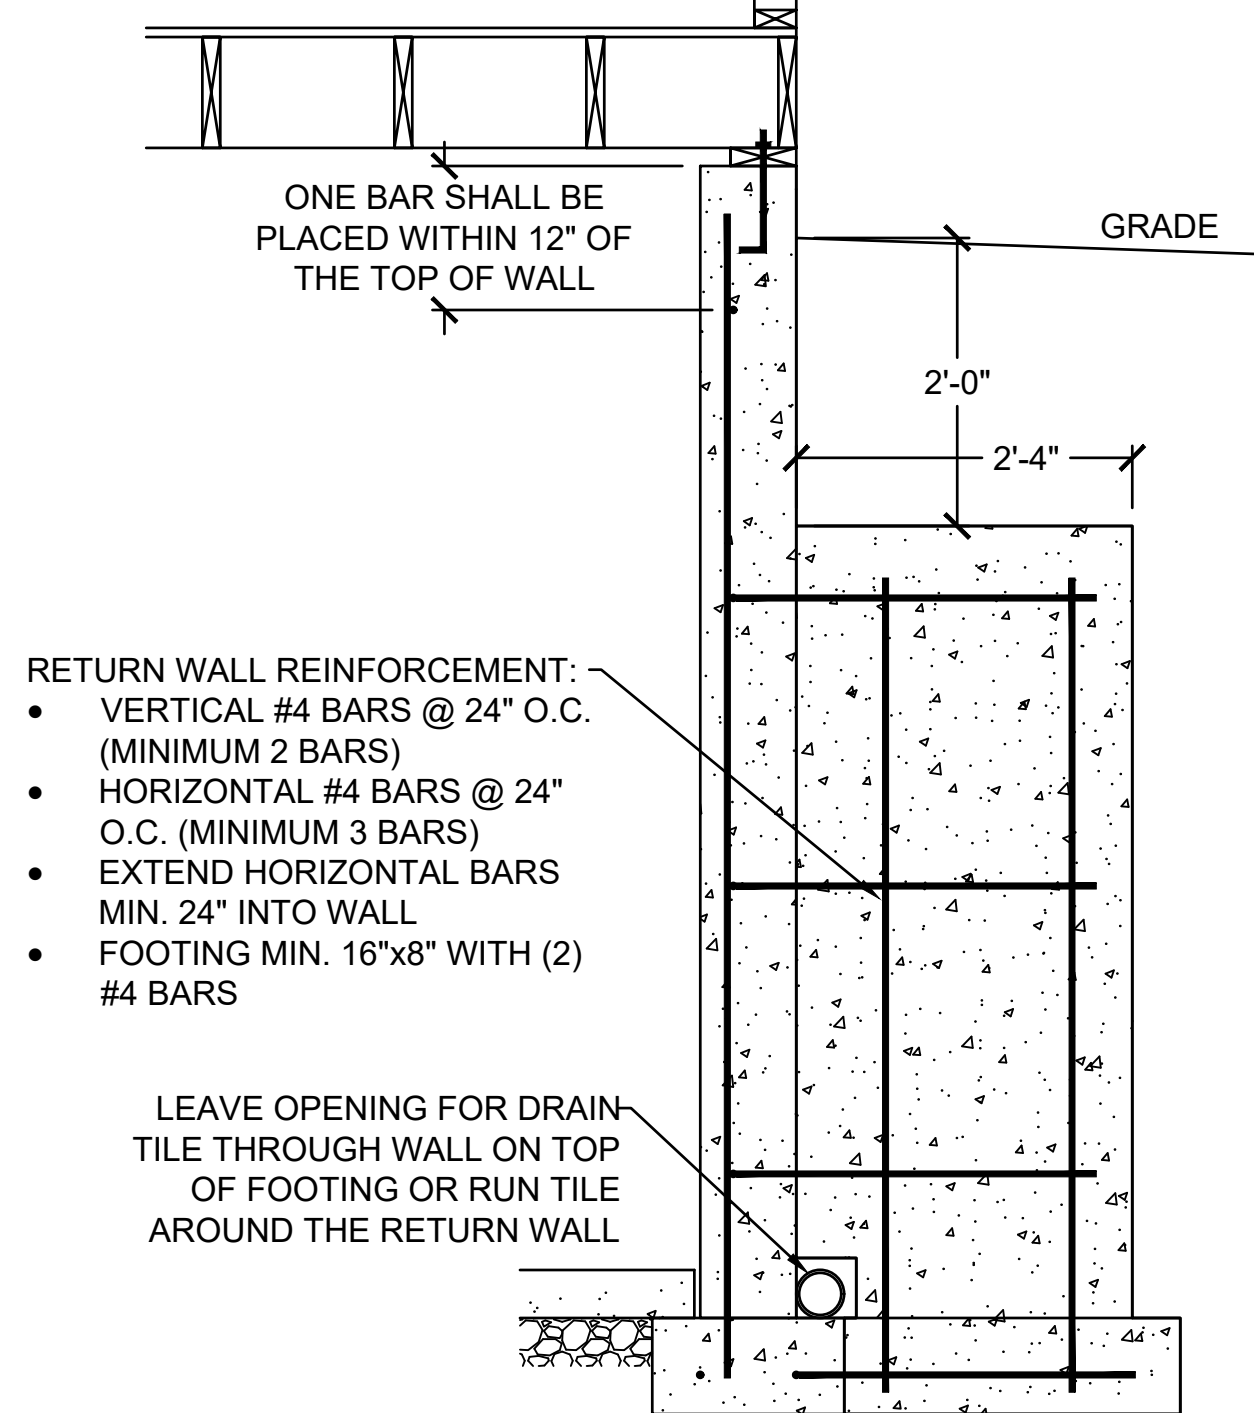 ONE BAR SHALL BE
PLACED WITHIN 12" OF
THE TOP OF WALL
GRADE
2'-0"
2'-4"
RETURN WALL REINFORCEMENT:
• VERTICAL #4 BARS @ 24" O.C.
(MINIMUM 2 BARS)
• HORIZONTAL #4 BARS @ 24"
O.C. (MINIMUM 3 BARS)
• EXTEND HORIZONTAL BARS
MIN. 24" INTO WALL
• FOOTING MIN. 16"x8" WITH (2)
#4 BARS
LEAVE OPENING FOR DRAIN
TILE THROUGH WALL ON TOP
OF FOOTING OR RUN TILE
AROUND THE RETURN WALL